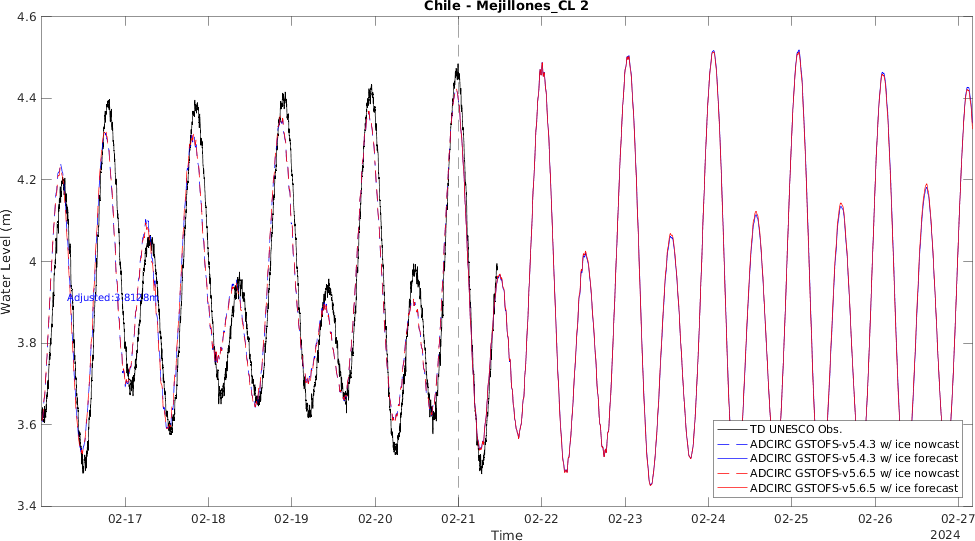 Chile - Mejillones_CL 2
4.6
4.4
4.2
4
3.8
3.6
3.4
Water Level (m)
Adjusted:3.8128m
02-17
02-18
02-19
02-20
02-21
02-22
02-23
02-24
02-25
02-26
02-27
Time
2024
TD UNESCO Obs.
ADCIRC GSTOFS-v5.4.3 w/ ice nowcast
ADCIRC GSTOFS-v5.4.3 w/ ice forecast
ADCIRC GSTOFS-v5.6.5 w/ ice nowcast
ADCIRC GSTOFS-v5.6.5 w/ ice forecast